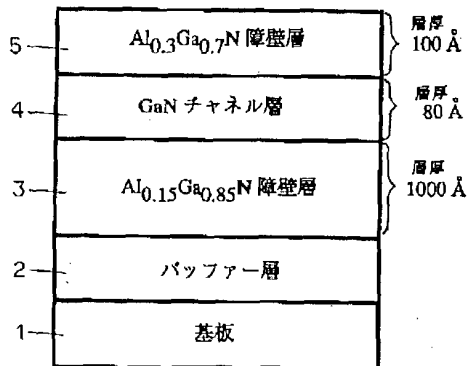 5
Al0.3Ga0.7N 障壁層
層厚
100 Å
4
GaN チャネル層
層厚
80 Å
3
Al0.15Ga0.85N 障壁層
層厚
1000 Å
2
バッファー層
1
基板